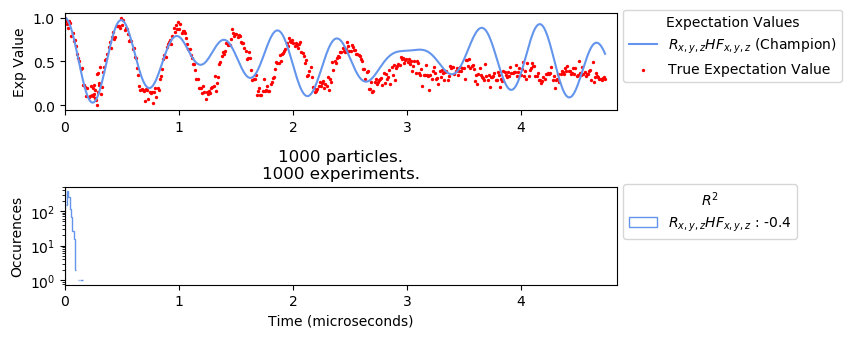 1.0
0.5
0.0
Exp Value
0 1 2 3 4
Expectation Values
R_{x,y,z}HF_{x,y,z} (Champion)
True Expectation Value
1000 particles.
1000 experiments.
10^2
10^1
10^0
Occurences
0 1 2 3 4
Time (microseconds)
R^2
R_{x,y,z}HF_{x,y,z} : -0.4